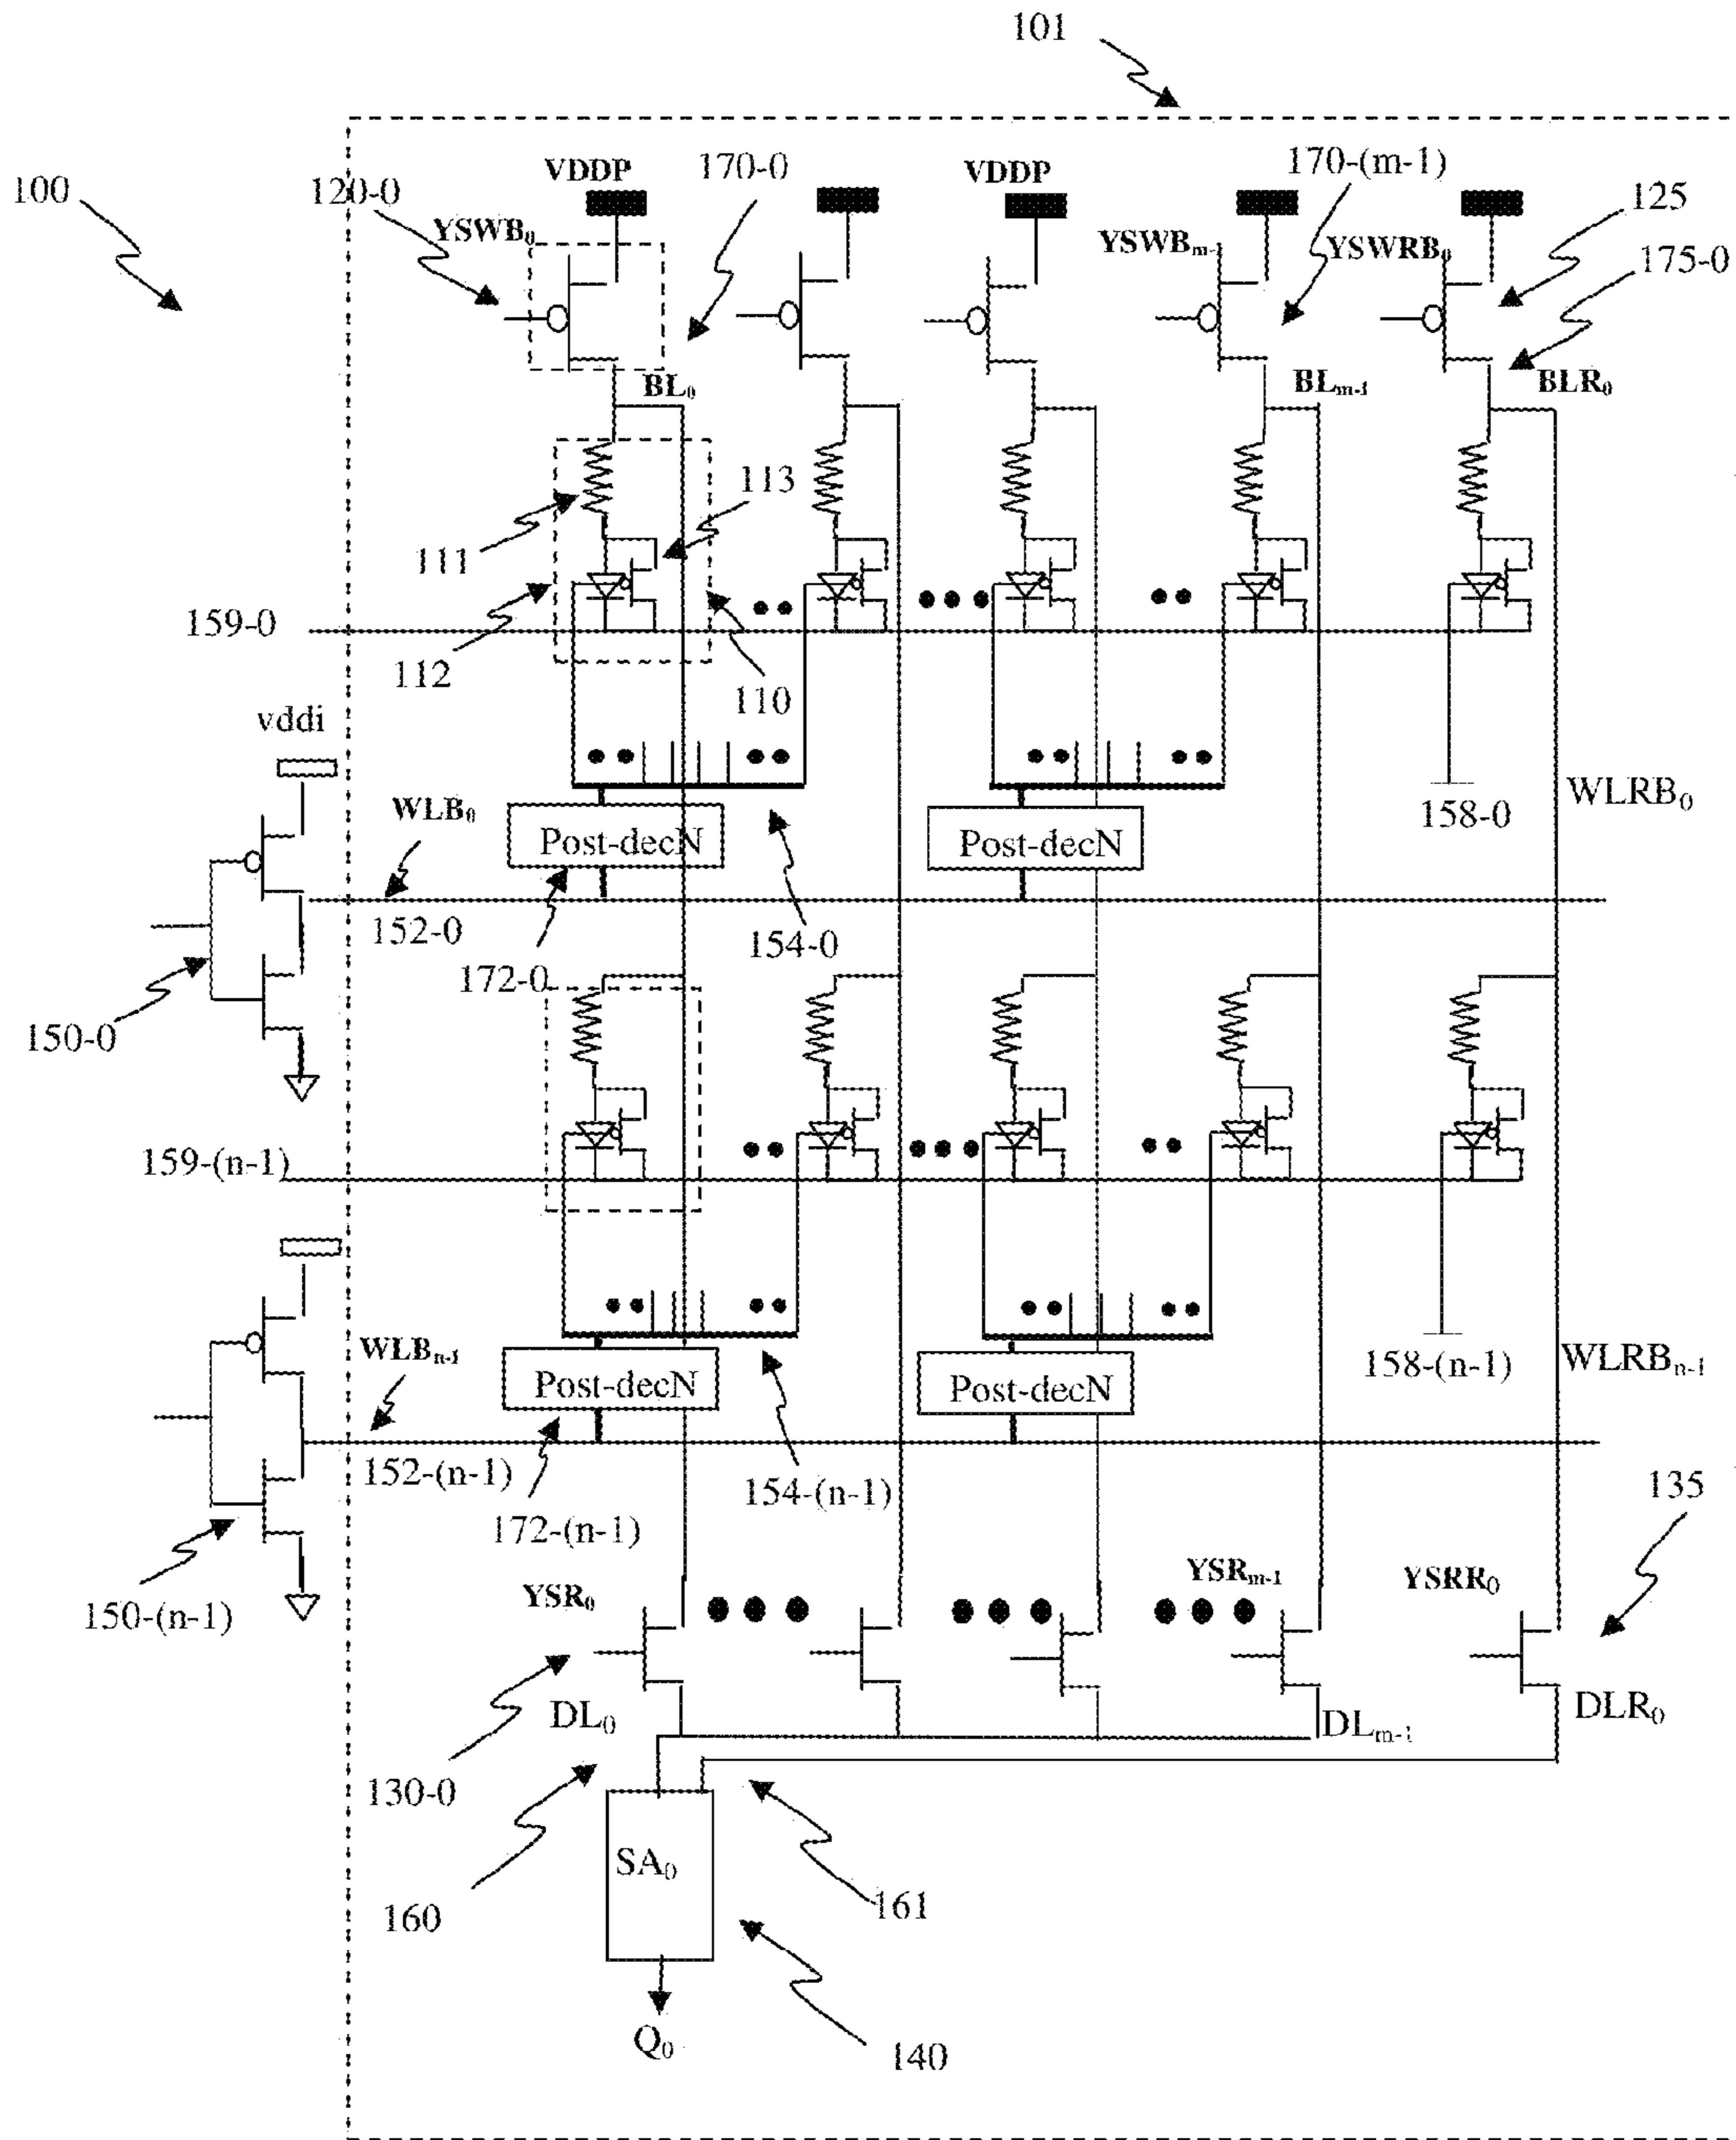 101
100
VDDP
170-0
VDDP
170-(m-1)
120-0
125
YSWB₀
YSWB
YSWRB₀
175-0
BL₀
BLₘ₋₁
BLR₀
113
111
159-0
112
110
vddi
158-0
WLRB₀
WLB₀
Post-decN
Post-decN
152-0
154-0
172-0
150-0
159-(n-1)
WLBₙ₋₁
158-(n-1)
WLRBₙ₋₁
Post-decN
Post-decN
152-(n-1)
154-(n-1)
135
172-(n-1)
150-(n-1)
YSR₀
YSRₘ₋₁
YSRR₀
DL₀
DLₘ₋₁
DLR₀
130-0
SA₀
160
161
Q₀
140